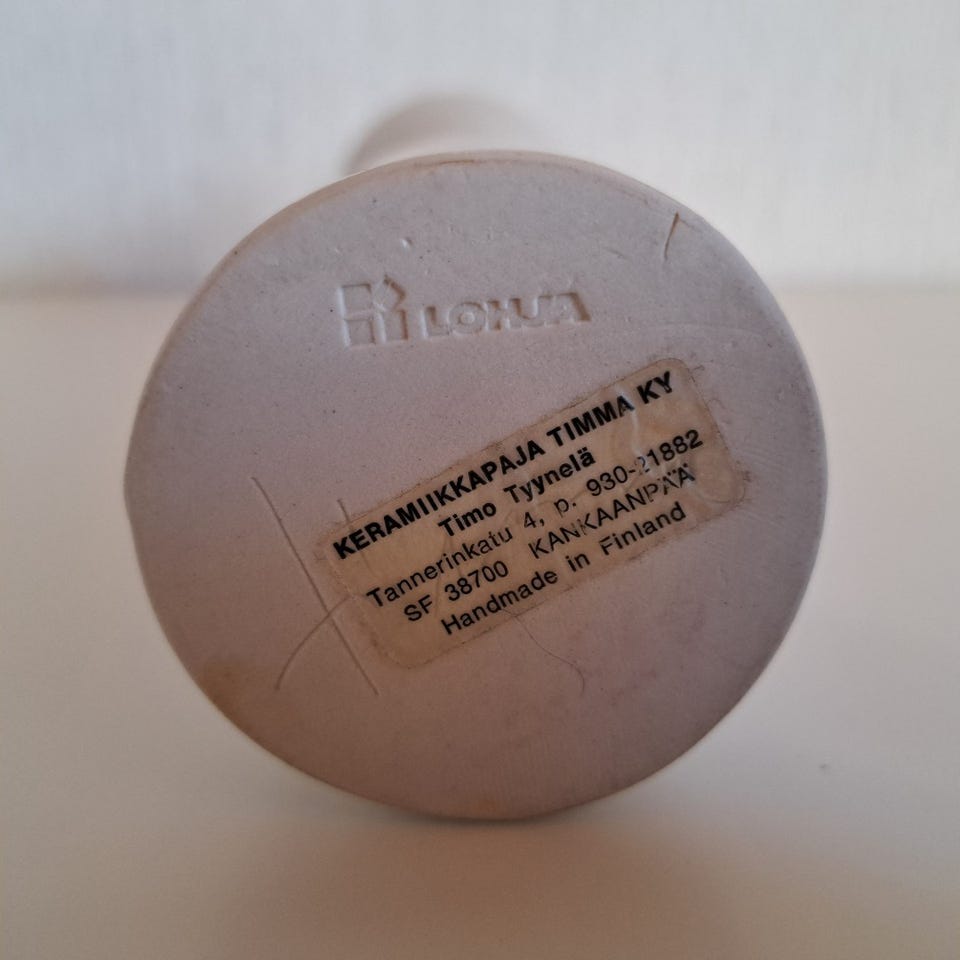 LOHJA
KERAMIIKKAPAJA TIMMA KY
Timo Tyynelä
Tannerinkatu 4, p. 930-21882
SF 38700 KANKAANPÄÄ
Handmade in Finland